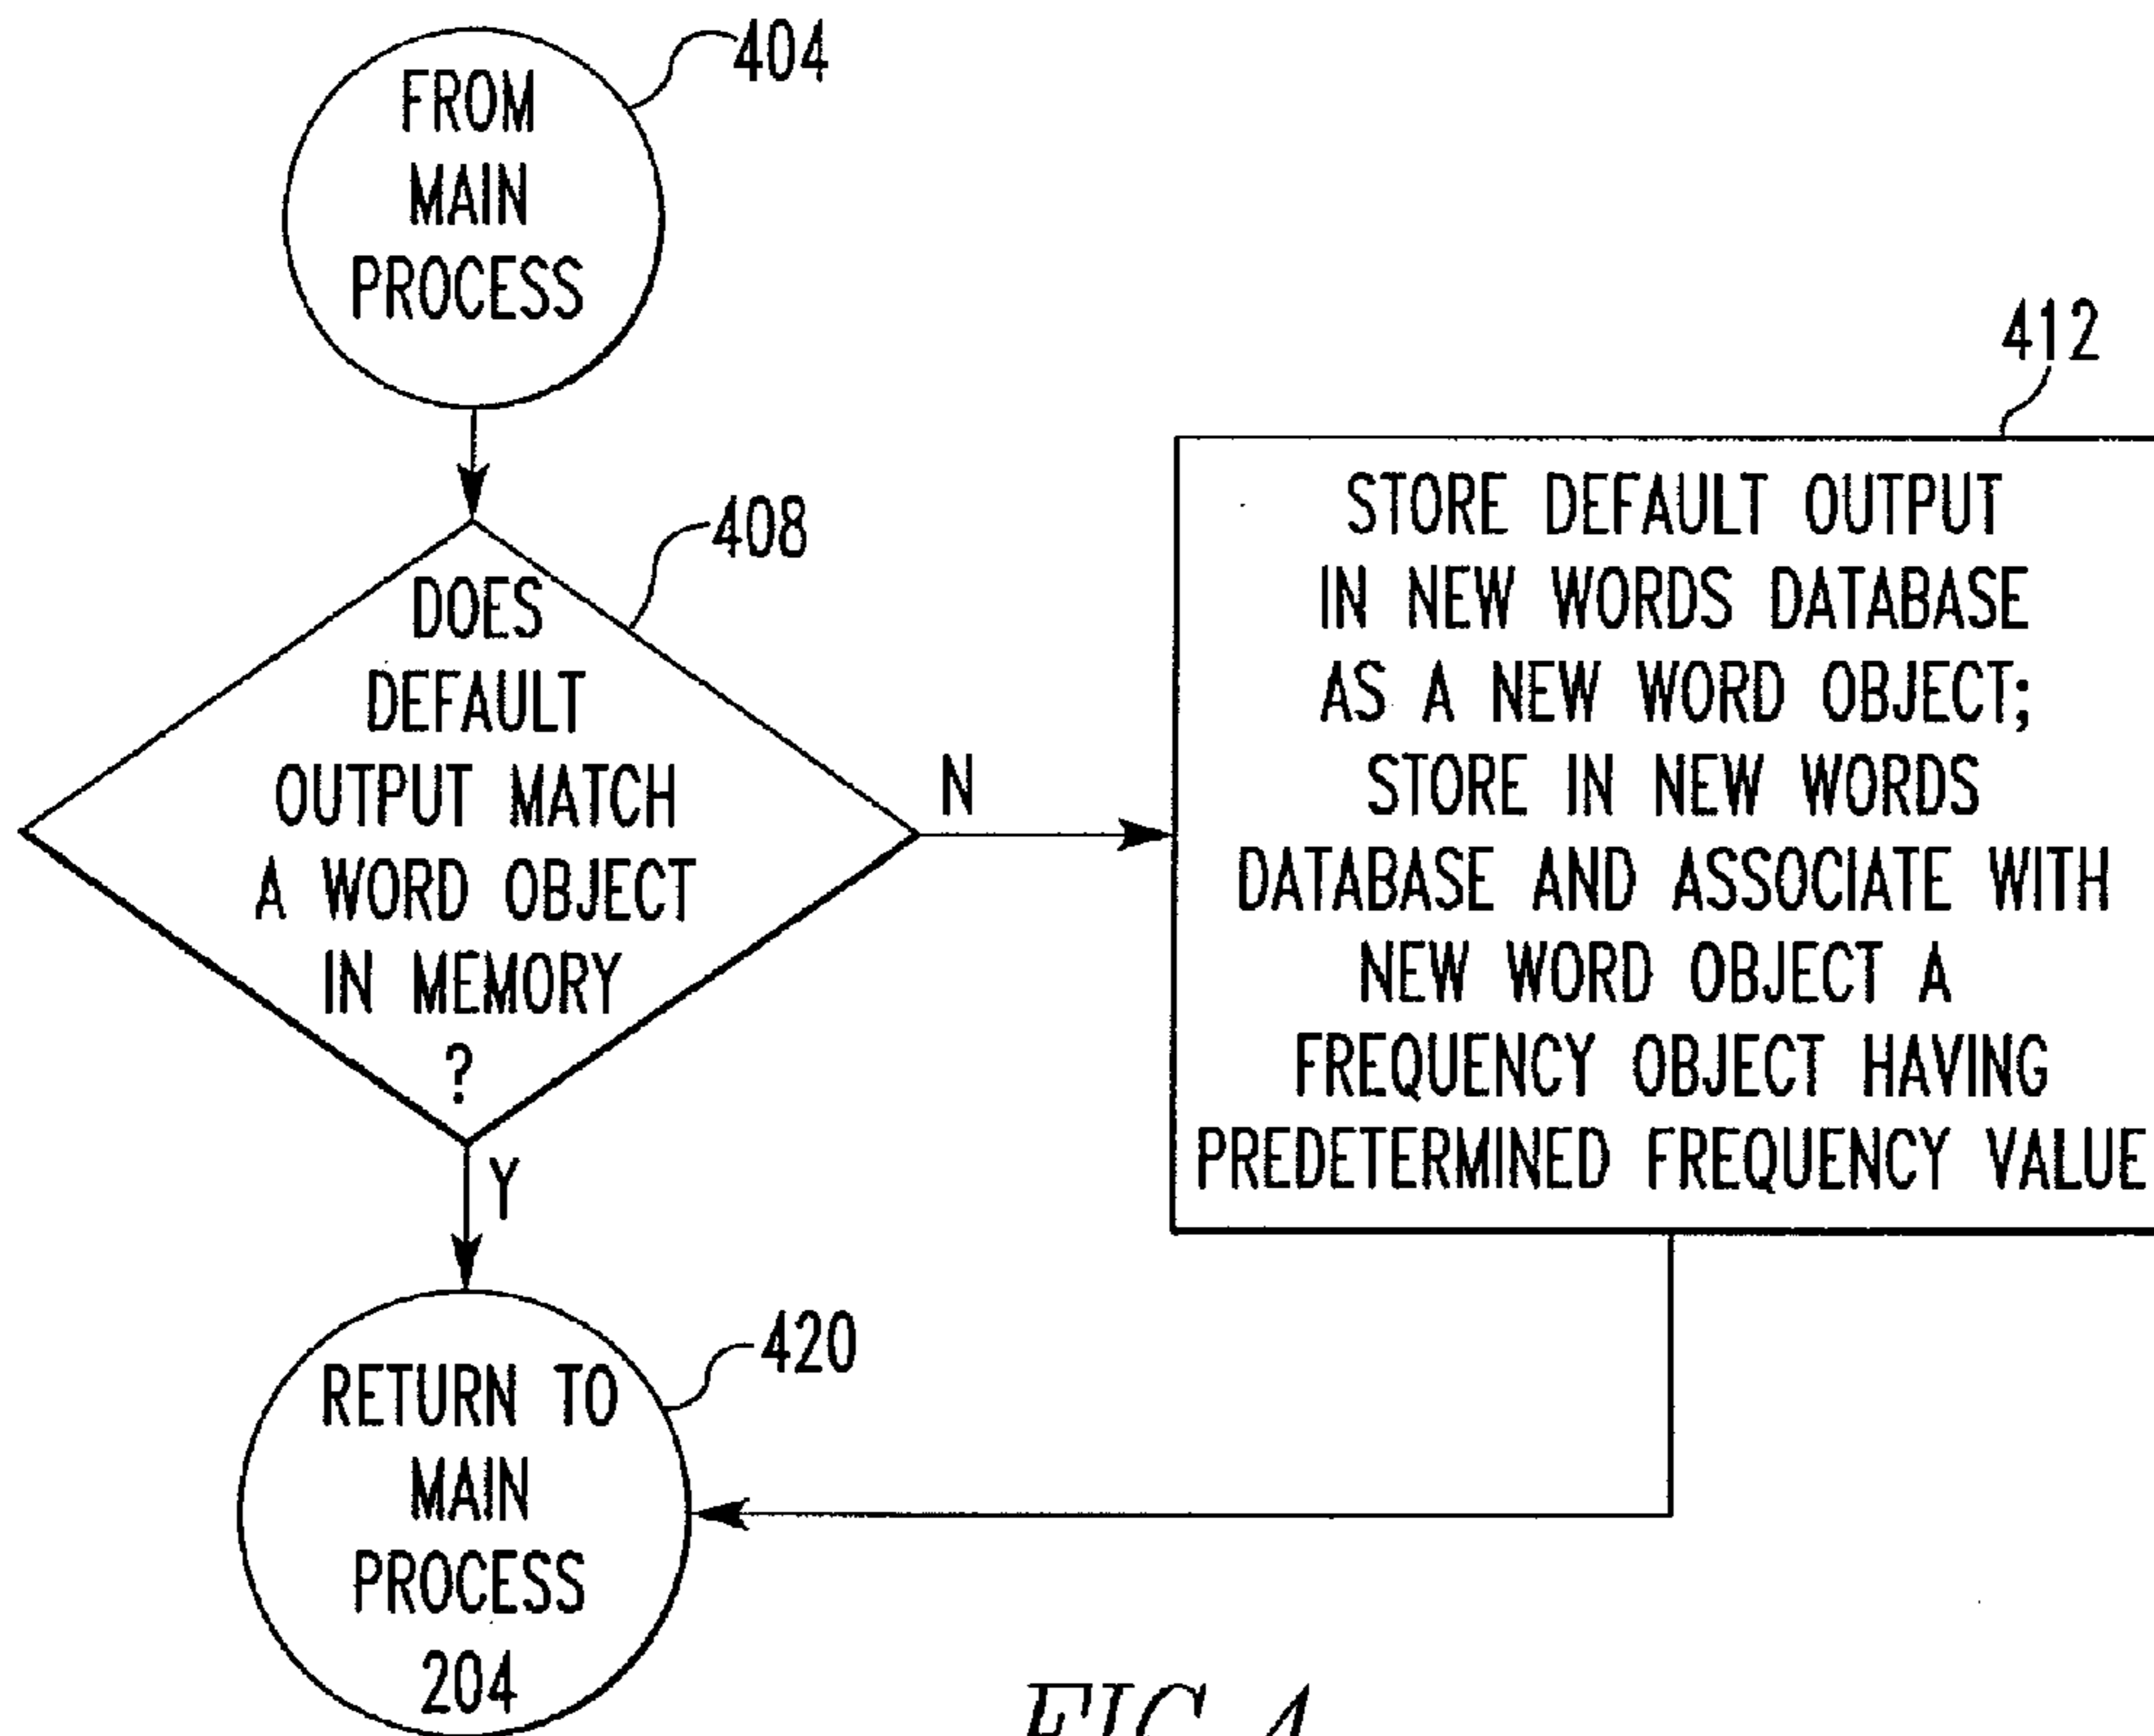 404
FROM
MAIN
PROCESS
408
DOES
DEFAULT
OUTPUT MATCH
A WORD OBJECT
IN MEMORY
?
N
Y
412
STORE DEFAULT OUTPUT
IN NEW WORDS DATABASE
AS A NEW WORD OBJECT;
STORE IN NEW WORDS
DATABASE AND ASSOCIATE WITH
NEW WORD OBJECT A
FREQUENCY OBJECT HAVING
PREDETERMINED FREQUENCY VALUE
420
RETURN TO
MAIN
PROCESS
204
FIG. 4